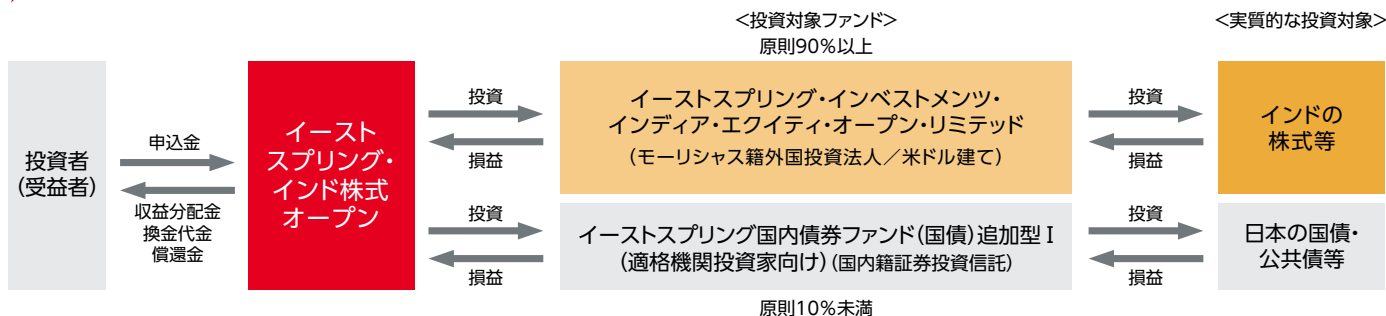 <投資対象ファンド>
原則90%以上
<実質的な投資対象>
投資者
(受益者)
申込金
収益分配金
換金代金
償還金
イースト
スプリング・
インド株式
オープン
投資
損益
イーストスプリング・インベストメンツ・
インディア・エクイティ・オープン・リミテッド
(モーリシャス籍外国投資法人/米ドル建て)
投資
損益
インドの
株式等
投資
損益
イーストスプリング国内債券ファンド(国債)追加型Ⅰ
(適格機関投資家向け)(国内籍証券投資信託)
投資
損益
日本の国債・
公共債等
原則10%未満